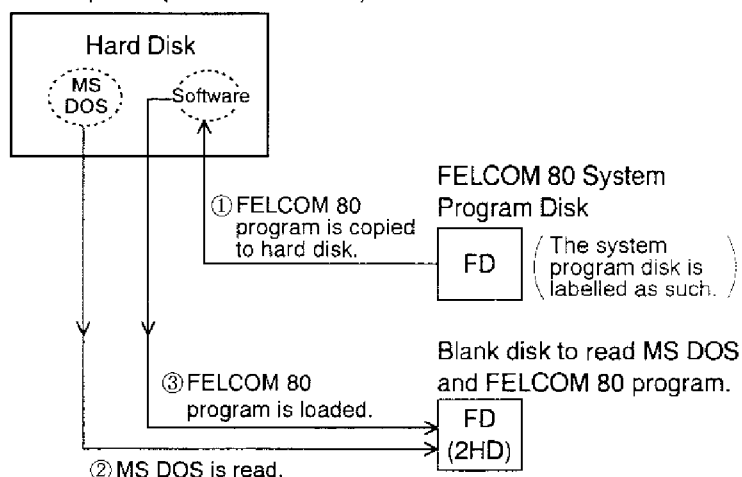 Hard Disk
MS
DOS
Software
① FELCOM 80
program is copied
to hard disk.
FELCOM 80 System
Program Disk
FD
(The system
program disk is
labelled as such.)
Blank disk to read MS DOS
and FELCOM 80 program.
③ FELCOM 80
program is loaded.
FD
(2HD)
② MS DOS is read.